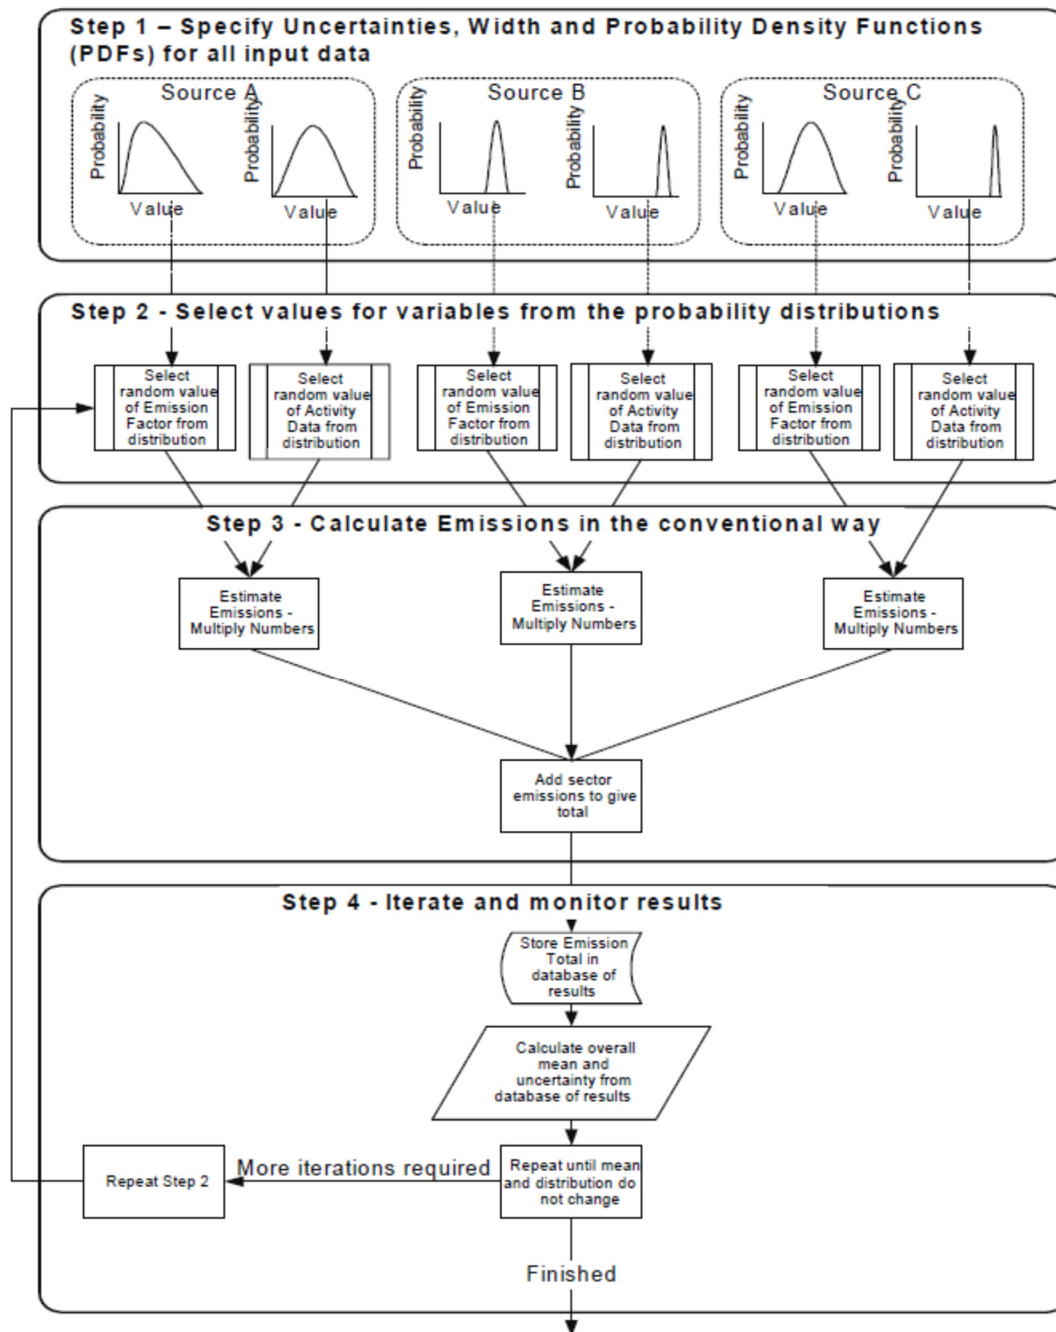 Step 1 – Specify Uncertainties, Width and Probability Density Functions
(PDFs) for all input data
Source A
Source B
Source C
Probability
Probability
Probability
Probability
Probability
Probability
Value
Value
Value
Value
Value
Value
Step 2 - Select values for variables from the probability distributions
Select
random value
of Emission
Factor from
distribution
Select
random value
of Activity
Data from
distribution
Select
random value
of Emission
Factor from
distribution
Select
random value
of Activity
Data from
distribution
Select
random value
of Emission
Factor from
distribution
Select
random value
of Activity
Data from
distribution
Step 3 - Calculate Emissions in the conventional way
Estimate
Emissions -
Multiply Numbers
Estimate
Emissions -
Multiply Numbers
Estimate
Emissions -
Multiply Numbers
Add sector
emissions to give
total
Step 4 - Iterate and monitor results
Store Emission
Total in
database of
results
Calculate overall
mean and
uncertainty from
database of results
Repeat until mean
and distribution do
not change
More iterations required
Repeat Step 2
Finished